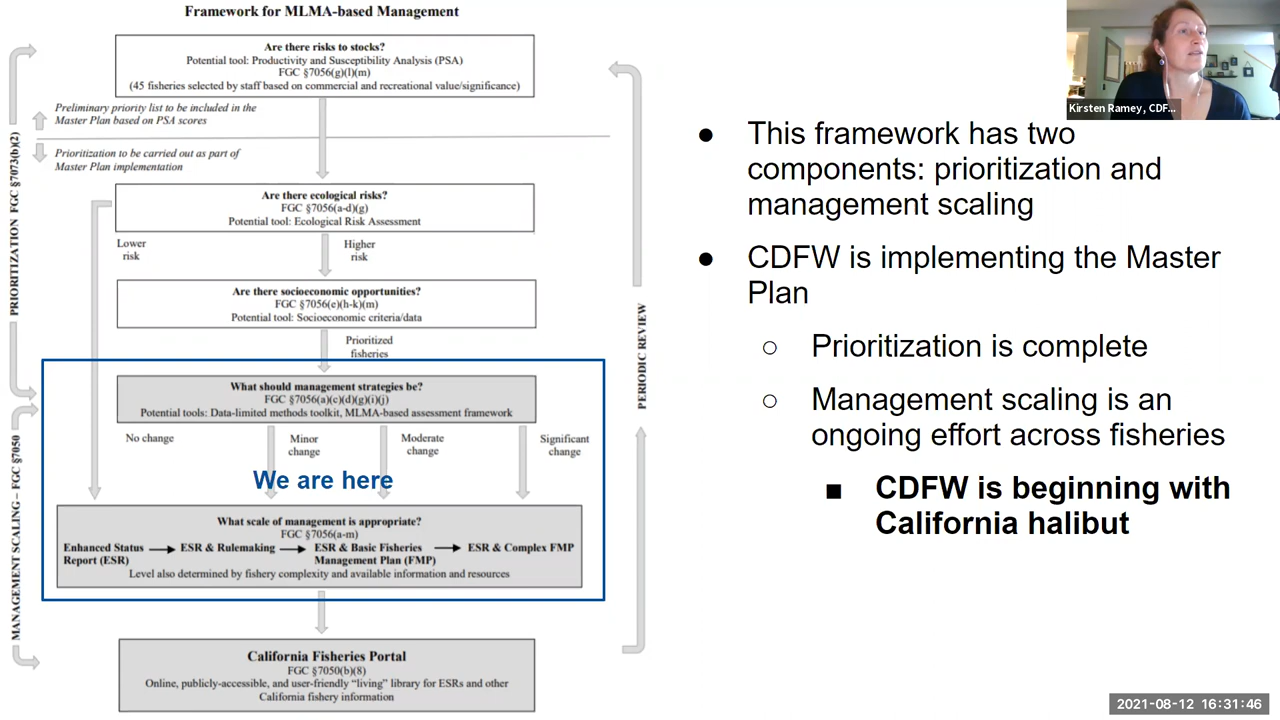 Framework for MLMA-based Management
Are there risks to stocks?
Potential tool: Productivity and Susceptibility Analysis (PSA)
FGC §7056(g)(l)(m)
(45 fisheries selected by staff based on commercial and recreational value/significance)
Preliminary priority list to be included in the
Master Plan based on PSA scores
Prioritization to be carried out as part of
Master Plan implementation
PRIORITIZATION FGC §7073(b)(2)
Are there ecological risks?
FGC §7056(a-d)(g)
Potential tool: Ecological Risk Assessment
Lower
risk
Higher
risk
Are there socioeconomic opportunities?
FGC §7056(e)(h-k)(m)
Potential tool: Socioeconomic criteria/data
Prioritized
fisheries
PERIODIC REVIEW
What should management strategies be?
FGC §7056(a)(c)(d)(g)(i)(j)
Potential tools: Data-limited methods toolkit, MLMA-based assessment framework
No change
Minor
change
Moderate
change
Significant
change
We are here
MANAGEMENT SCALING – FGC §7050
What scale of management is appropriate?
FGC §7056(a-m)
Enhanced Status
Report (ESR)
ESR & Rulemaking
ESR & Basic Fisheries
Management Plan (FMP)
ESR & Complex FMP
Level also determined by fishery complexity and available information and resources
California Fisheries Portal
FGC §7050(b)(8)
Online, publicly-accessible, and user-friendly “living” library for ESRs and other
California fishery information
Kirsten Ramey, CDF...
● This framework has two
components: prioritization and
management scaling
● CDFW is implementing the Master
Plan
○ Prioritization is complete
○ Management scaling is an
ongoing effort across fisheries
■ CDFW is beginning with
California halibut
2021-08-12 16:31:46